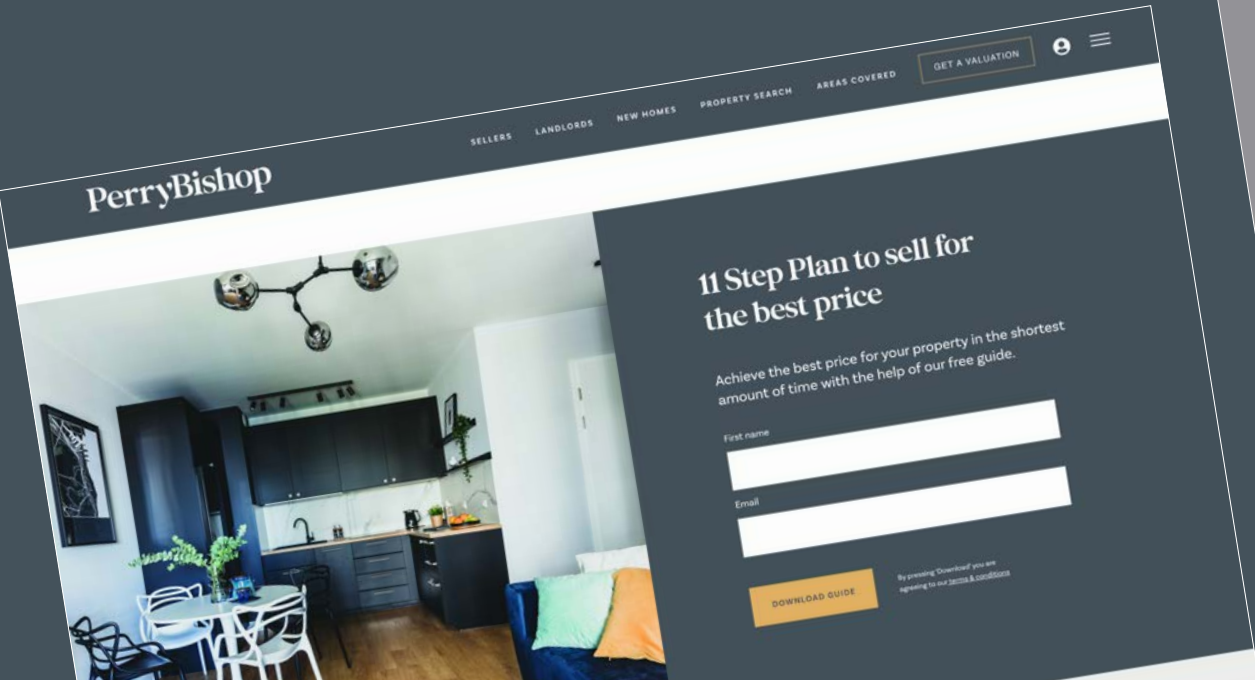 PerryBishop
SELLERS LANDLORDS NEW HOMES PROPERTY SEARCH AREAS COVERED GET A VALUATION
11 Step Plan to sell for
the best price
Achieve the best price for your property in the shortest
amount of time with the help of our free guide.
First name
Email
DOWNLOAD GUIDE
By pressing 'Download' you are
agreeing to our terms & conditions